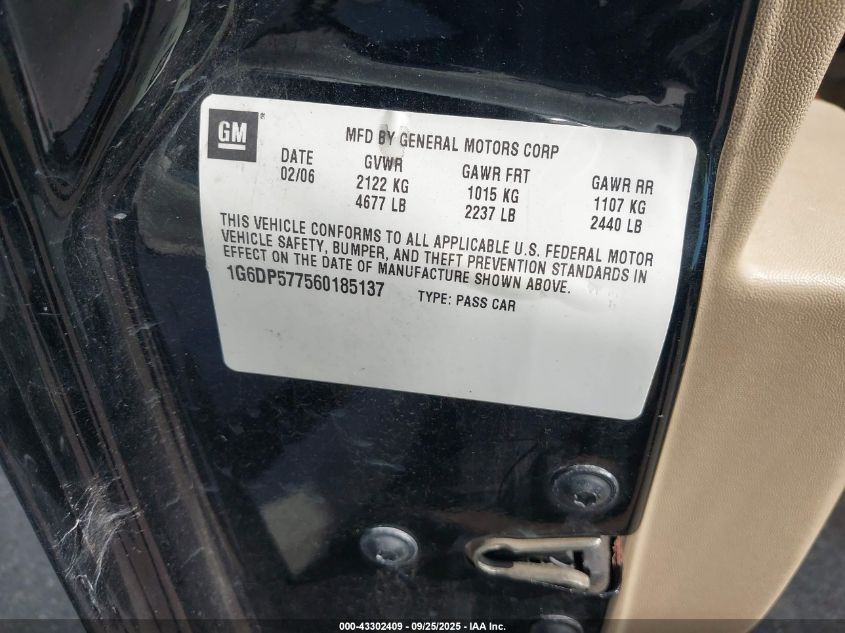 GM ®
MFD BY GENERAL MOTORS CORP
DATE GVWR GAWR FRT GAWR RR
02/06 2122 KG 1015 KG 1107 KG
4677 LB 2237 LB 2440 LB
THIS VEHICLE CONFORMS TO ALL APPLICABLE U.S. FEDERAL MOTOR
VEHICLE SAFETY, BUMPER, AND THEFT PREVENTION STANDARDS IN
EFFECT ON THE DATE OF MANUFACTURE SHOWN ABOVE.
1G6DP577560185137 TYPE: PASS CAR
000-43302409 - 09/25/2025 - IAA Inc.